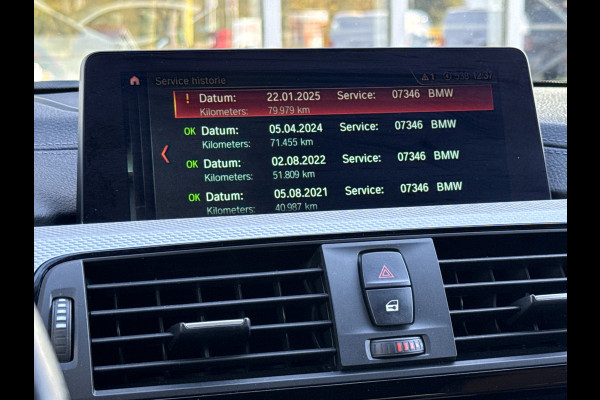 Service historie 12:37
! Datum: 22.01.2025 Service: 07346 BMW
Kilometers: 79.979 km
OK Datum: 05.04.2024 Service: 07346 BMW
Kilometers: 71.455 km
OK Datum: 02.08.2022 Service: 07346 BMW
Kilometers: 51.809 km
OK Datum: 05.08.2021 Service: 07346 BMW
Kilometers: 40.987 km